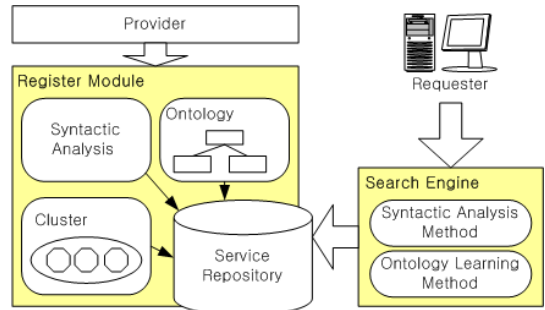 Provider
Register Module
Syntactic
Analysis
Ontology
Cluster
Service
Repository
Requester
Search Engine
Syntactic Analysis
Method
Ontology Learning
Method